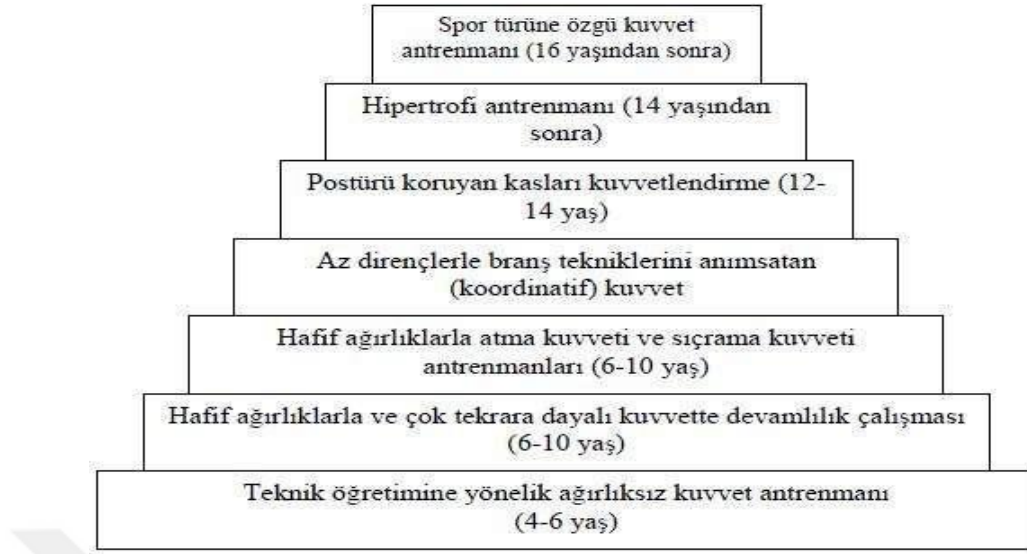 Spor türüne özgü kuvvet
antrenmanı (16 yaşından sonra)
Hipertrofi antrenmanı (14 yaşından
sonra)
Postürü koruyan kasları kuvvetlendirme (12-
14 yaş)
Az dirençlerle branş tekniklerini anımsatan
(koordinatif) kuvvet
Hafif ağırlıklarla atma kuvveti ve sıçrama kuvveti
antrenmanları (6-10 yaş)
Hafif ağırlıklarla ve çok tekrara dayalı kuvvette devamlılık çalışması
(6-10 yaş)
Teknik öğretimine yönelik ağırlıksız kuvvet antrenmanı
(4-6 yaş)